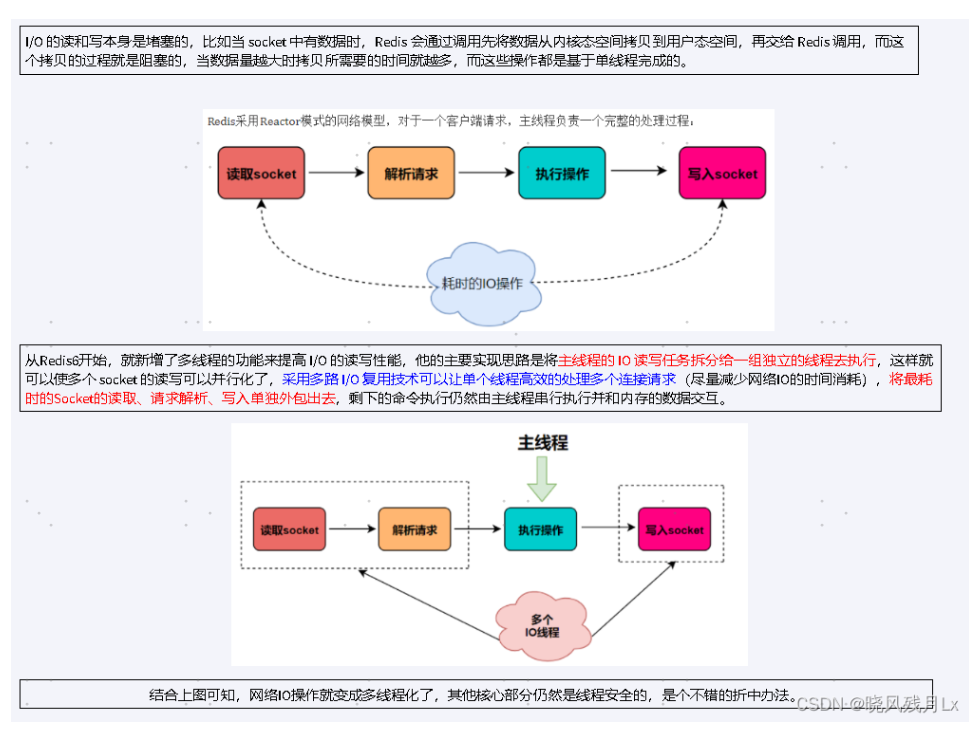 I/O 的读和写本身是堵塞的，比如当 socket 中有数据时，Redis 会通过调用先将数据从内核态空间拷贝到用户态空间，再交给 Redis 调用，而这
个拷贝的过程就是阻塞的，当数据量越大时拷贝所需要的时间就越多，而这些操作都是基于单线程完成的。
Redis采用Reactor模式的网络模型，对于一个客户端请求，主线程负责一个完整的处理过程：
读取socket
解析请求
执行操作
写入socket
耗时的IO操作
从Redis6开始，就新增了多线程的功能来提高 I/O 的读写性能，他的主要实现思路是将主线程的 IO 读写任务拆分给一组独立的线程去执行，这样就
可以使多个 socket 的读写可以并行化了，采用多路 I/O 复用技术可以让单个线程高效的处理多个连接请求（尽量减少网络IO的时间消耗），将最耗
时的Socket的读取、请求解析、写入单独外包出去，剩下的命令执行仍然由主线程串行执行并和内存的数据交互。
主线程
读取socket
解析请求
执行操作
写入socket
多个
IO线程
结合上图可知，网络IO操作就变成多线程化了，其他核心部分仍然是线程安全的，是个不错的折中办法。
CSDN @晓风残月Lx